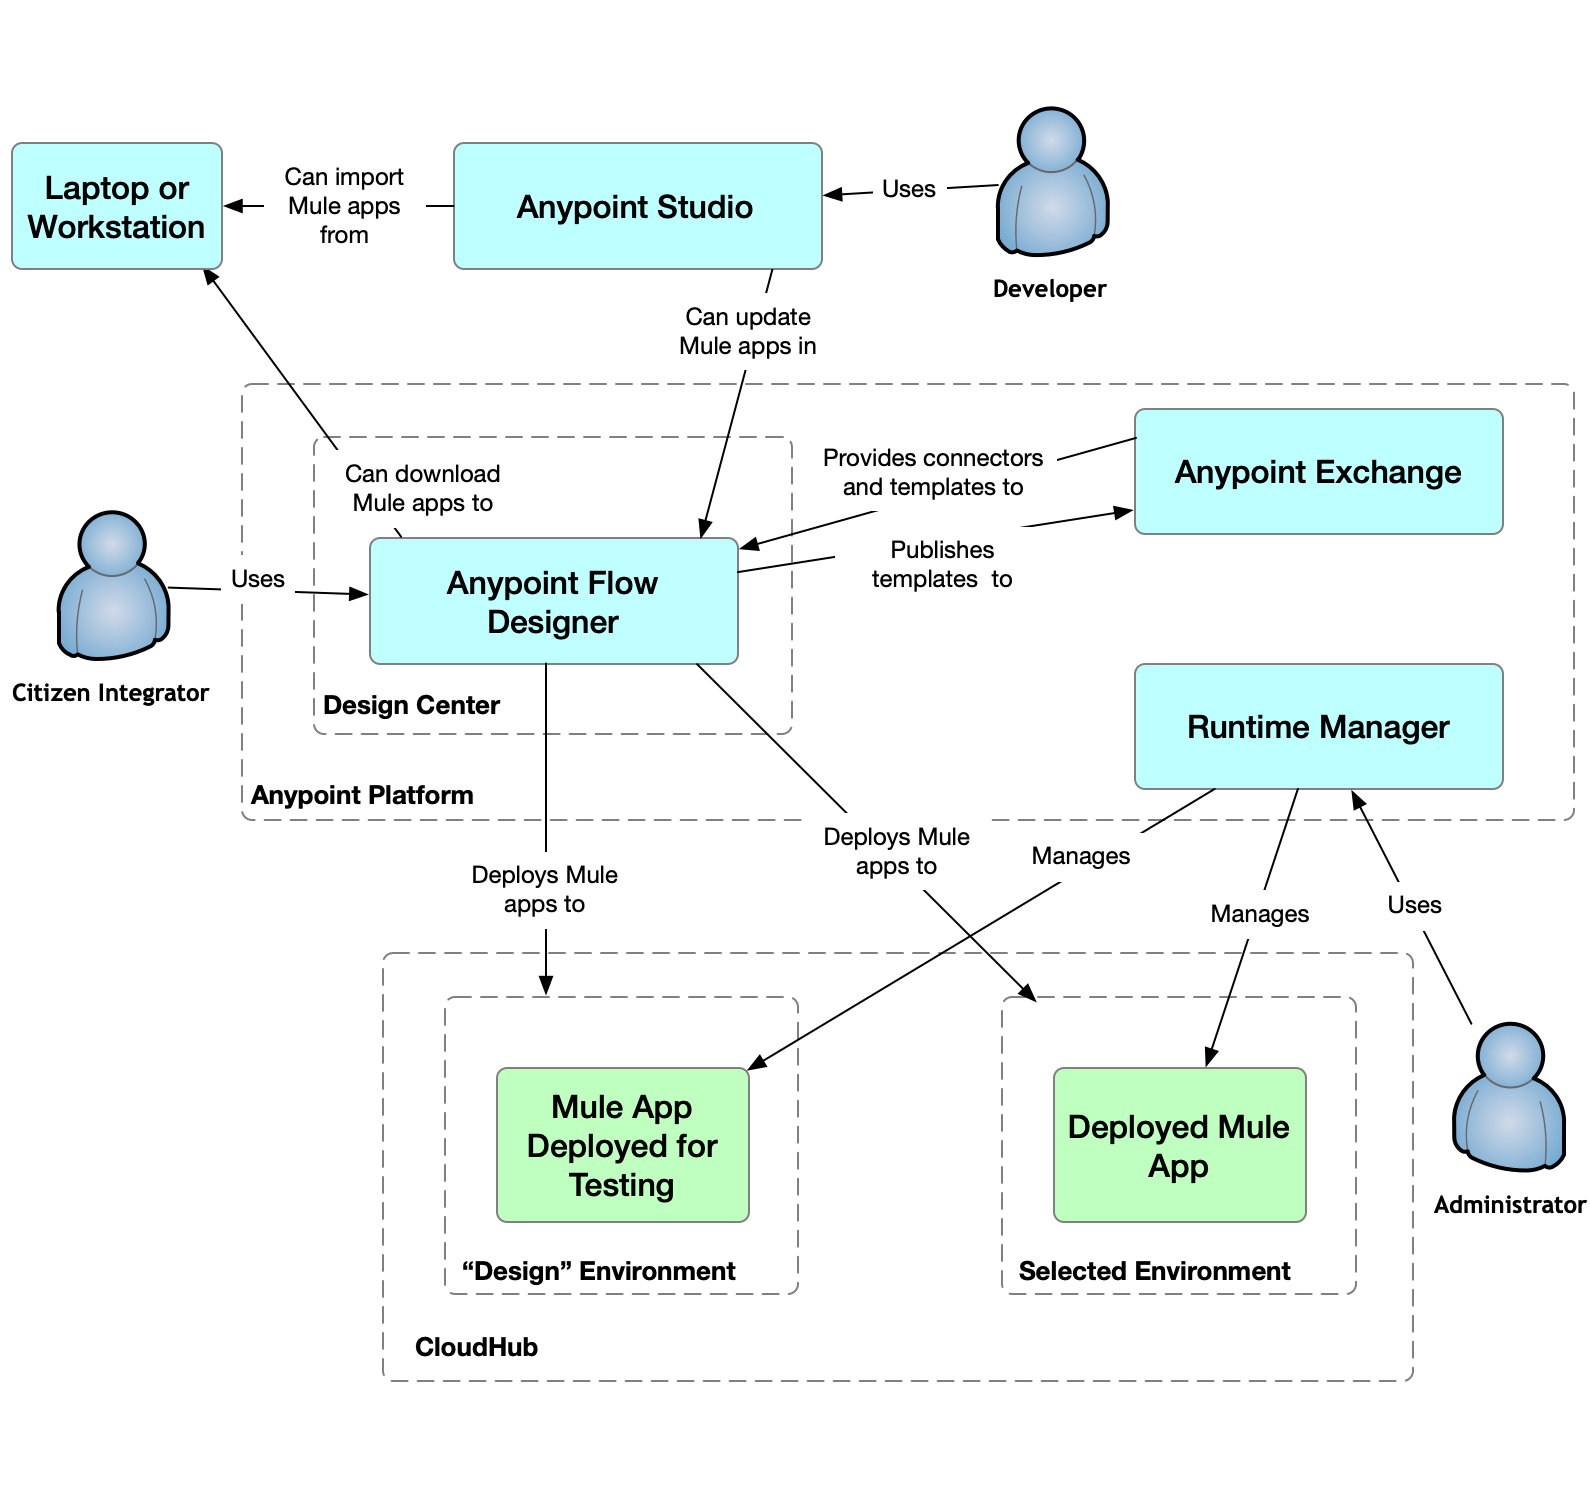 Laptop or
Workstation
Can import
Mule apps
from
Anypoint Studio
Uses
Developer
Can update
Mule apps in
Can download
Mule apps to
Provides connectors
and templates to
Anypoint Exchange
Publishes
templates to
Uses
Citizen Integrator
Anypoint Flow
Designer
Design Center
Runtime Manager
Anypoint Platform
Deploys Mule
apps to
Deploys Mule
apps to
Manages
Manages
Uses
Mule App
Deployed for
Testing
Deployed Mule
App
Administrator
“Design” Environment
Selected Environment
CloudHub